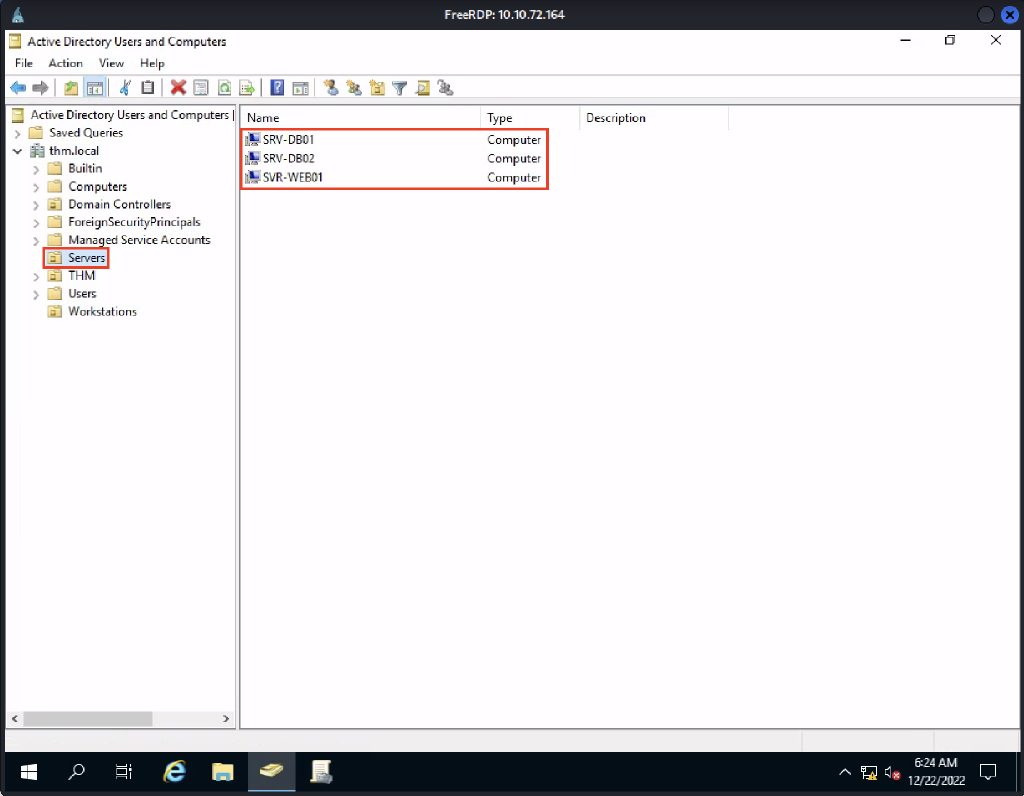 FreeRDP: 10.10.72.164
Active Directory Users and Computers
File Action View Help
Active Directory Users and Computers
Saved Queries
thm.local
Builtin
Computers
Domain Controllers
ForeignSecurityPrincipals
Managed Service Accounts
Servers
THM
Users
Workstations
Name Type Description
SRV-DB01 Computer
SRV-DB02 Computer
SVR-WEB01 Computer
6:24 AM
12/22/2022